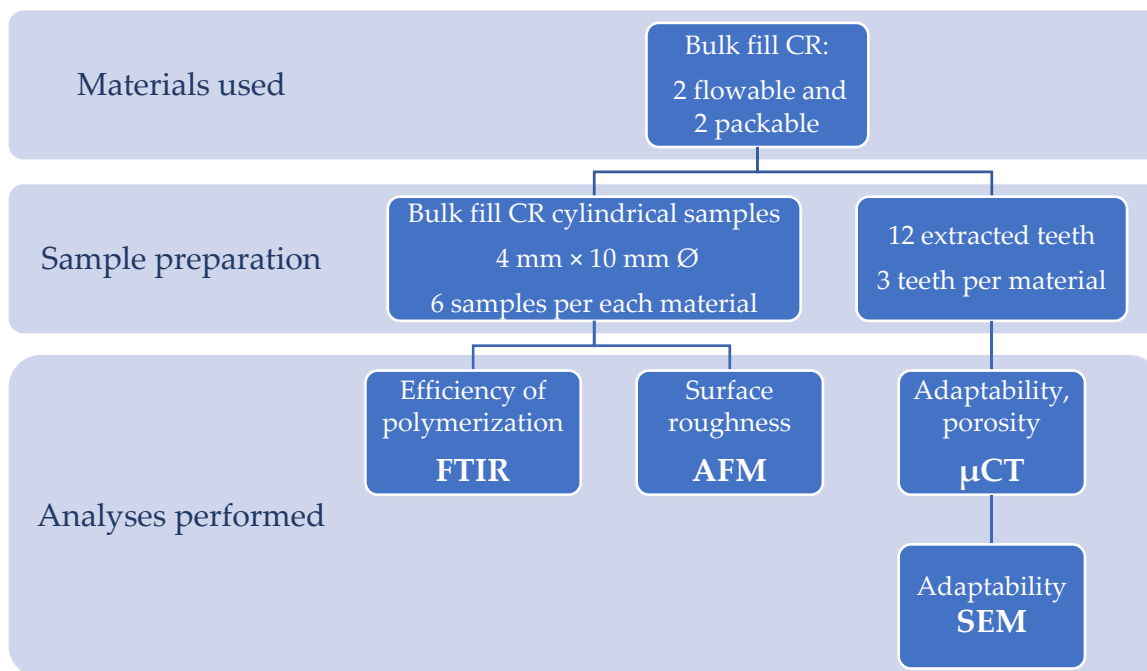 Materials used
Bulk fill CR:
2 flowable and
2 packable
Sample preparation
Bulk fill CR cylindrical samples
4 mm × 10 mm Ø
6 samples per each material
12 extracted teeth
3 teeth per material
Analyses performed
Efficiency of
polymerization
FTIR
Surface
roughness
AFM
Adaptability,
porosity
µCT
Adaptability
SEM